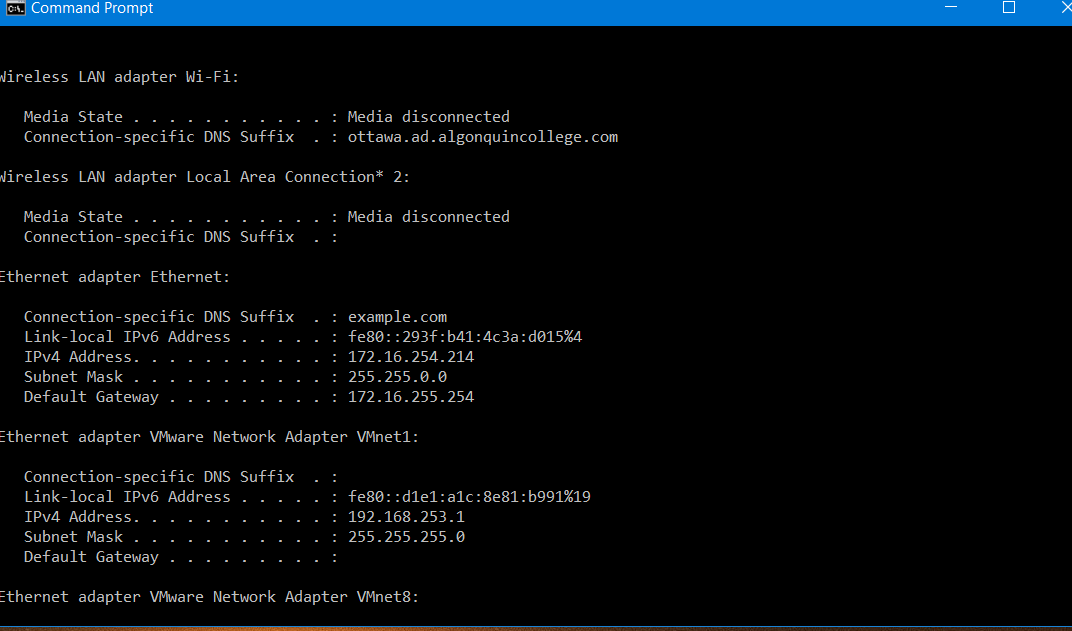 Command Prompt
Wireless LAN adapter Wi-Fi:
Media State . . . . . . . . . . . : Media disconnected
Connection-specific DNS Suffix  . : ottawa.ad.algonquincollege.com
Wireless LAN adapter Local Area Connection* 2:
Media State . . . . . . . . . . . : Media disconnected
Connection-specific DNS Suffix  . :
Ethernet adapter Ethernet:
Connection-specific DNS Suffix  . : example.com
Link-local IPv6 Address . . . . . : fe80::293f:b41:4c3a:d015%4
IPv4 Address. . . . . . . . . . . : 172.16.254.214
Subnet Mask . . . . . . . . . . . : 255.255.0.0
Default Gateway . . . . . . . . . : 172.16.255.254
Ethernet adapter VMware Network Adapter VMnet1:
Connection-specific DNS Suffix  . :
Link-local IPv6 Address . . . . . : fe80::d1e1:a1c:8e81:b991%19
IPv4 Address. . . . . . . . . . . : 192.168.253.1
Subnet Mask . . . . . . . . . . . : 255.255.255.0
Default Gateway . . . . . . . . . :
Ethernet adapter VMware Network Adapter VMnet8: